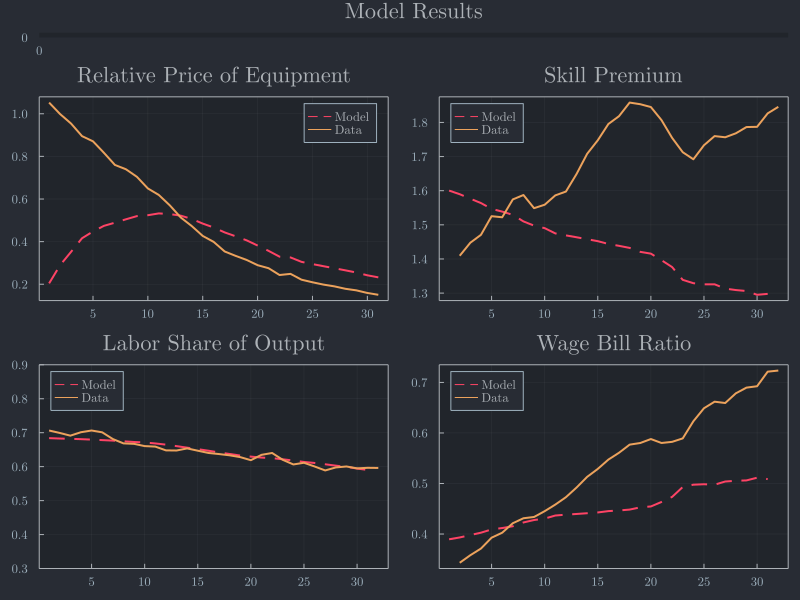 Model Results
0
0
Relative Price of Equipment
Skill Premium
1.0
0.8
0.6
0.4
0.2
Model
Data
5 10 15 20 25 30
1.8
1.7
1.6
1.5
1.4
1.3
Model
Data
5 10 15 20 25 30
Labor Share of Output
Wage Bill Ratio
0.9
0.8
0.7
0.6
0.5
0.4
0.3
Model
Data
5 10 15 20 25 30
0.7
0.6
0.5
0.4
Model
Data
5 10 15 20 25 30